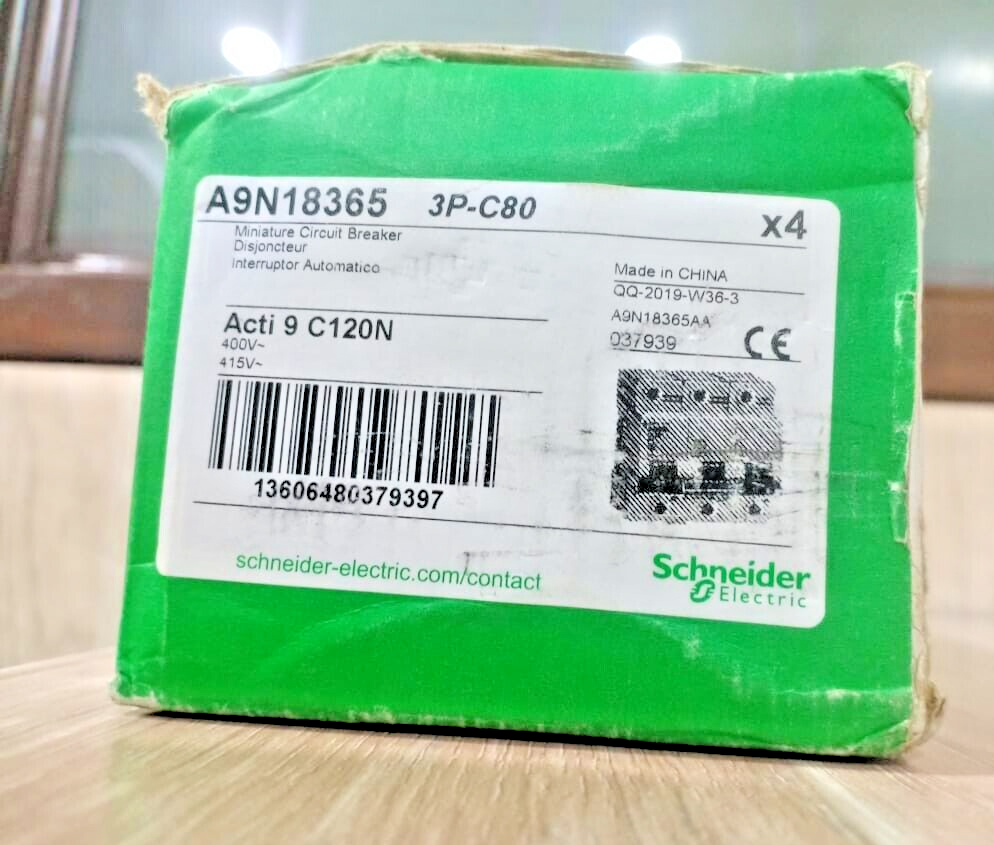 A9N18365 3P-C80 x4
Miniature Circuit Breaker
Disjoncteur
Interruptor Automatico
Made in CHINA
QQ-2019-W36-3
A9N18365AA
037939 CE
Acti 9 C120N
400V~
415V~
13606480379397
schneider-electric.com/contact
Schneider
Electric